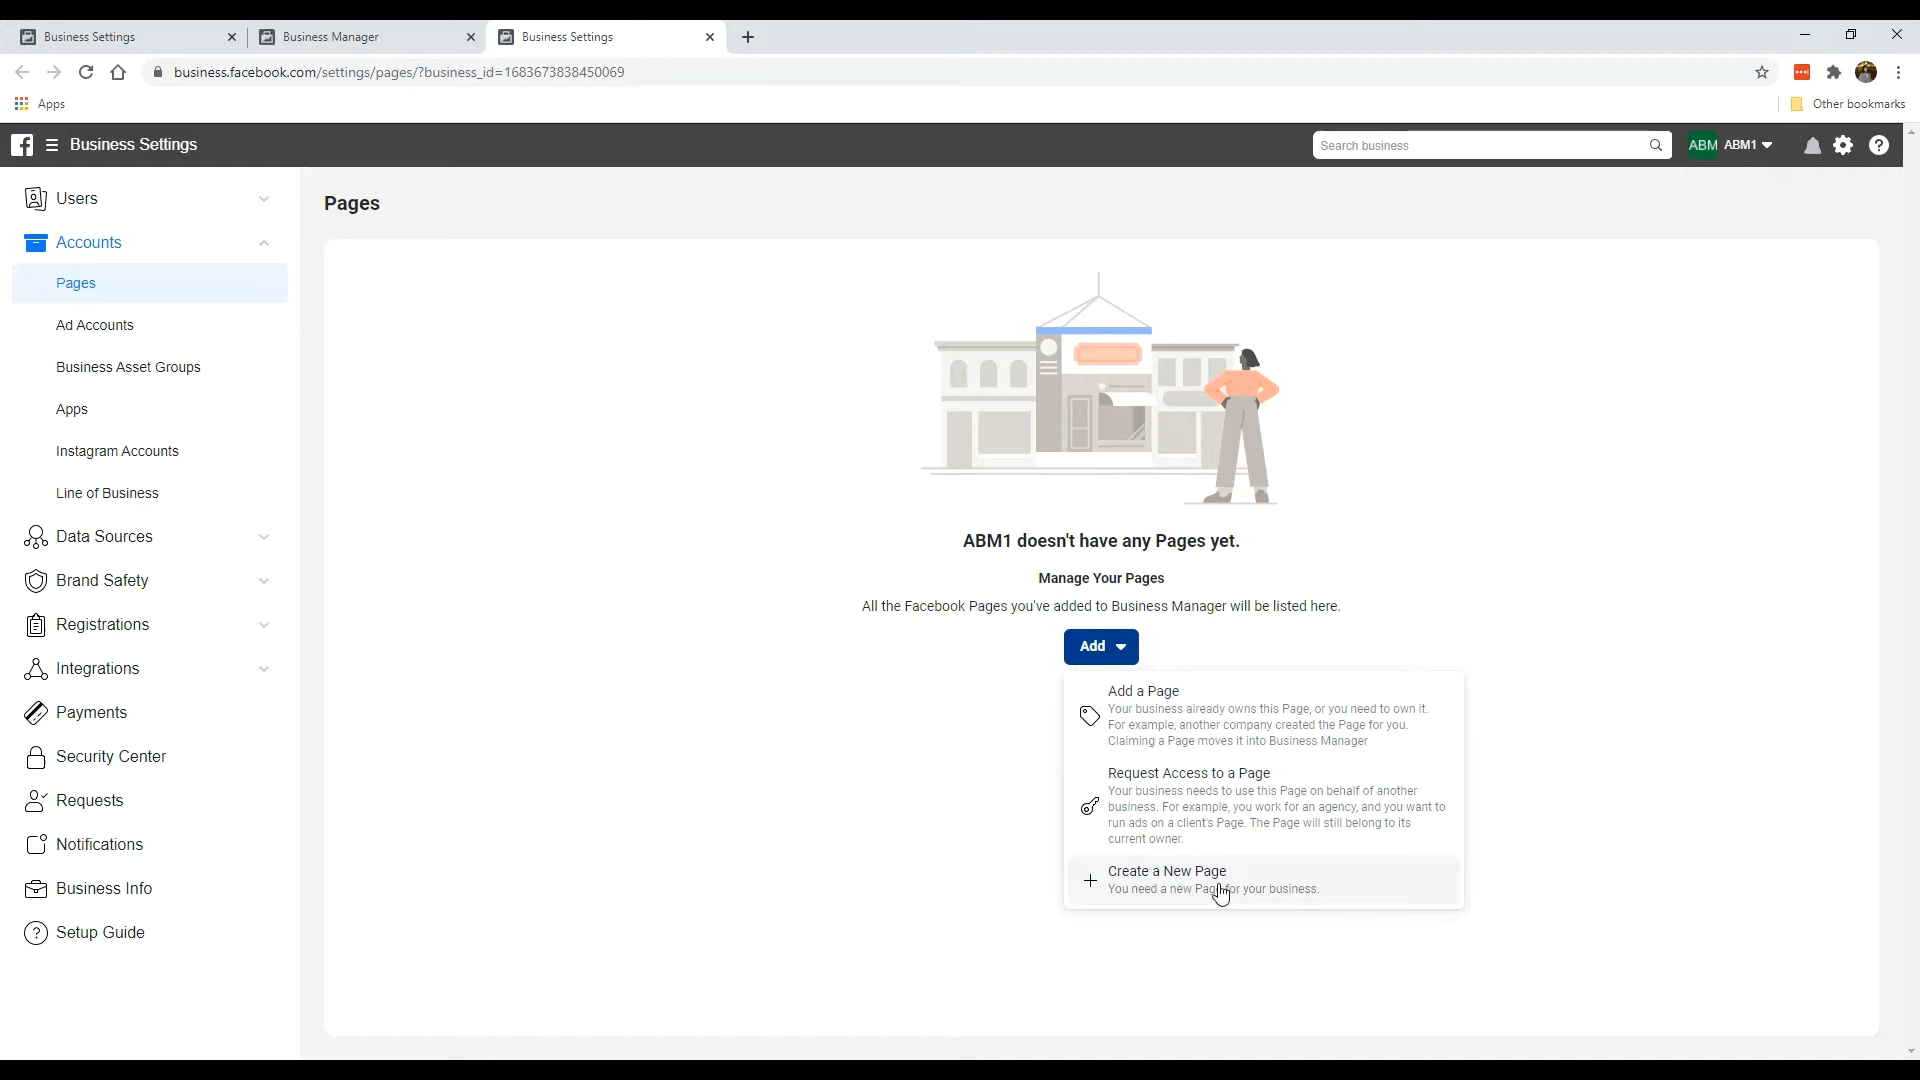 Business Settings
Business Manager
Business Settings
business.facebook.com/settings/pages/?business_id=1683673838450069
Apps
Other bookmarks
Business Settings
Search business
ABM
ABM1
Users
Accounts
Pages
Ad Accounts
Business Asset Groups
Apps
Instagram Accounts
Line of Business
Data Sources
Brand Safety
Registrations
Integrations
Payments
Security Center
Requests
Notifications
Business Info
Setup Guide
Pages
ABM1 doesn't have any Pages yet.
Manage Your Pages
All the Facebook Pages you've added to Business Manager will be listed here.
Add
Add a Page
Your business already owns this Page, or you need to own it.
For example, another company created the Page for you.
Claiming a Page moves it into Business Manager
Request Access to a Page
Your business needs to use this Page on behalf of another
business. For example, you work for an agency, and you want to
run ads on a client's Page. The Page will still belong to its
current owner.
Create a New Page
You need a new Page for your business.